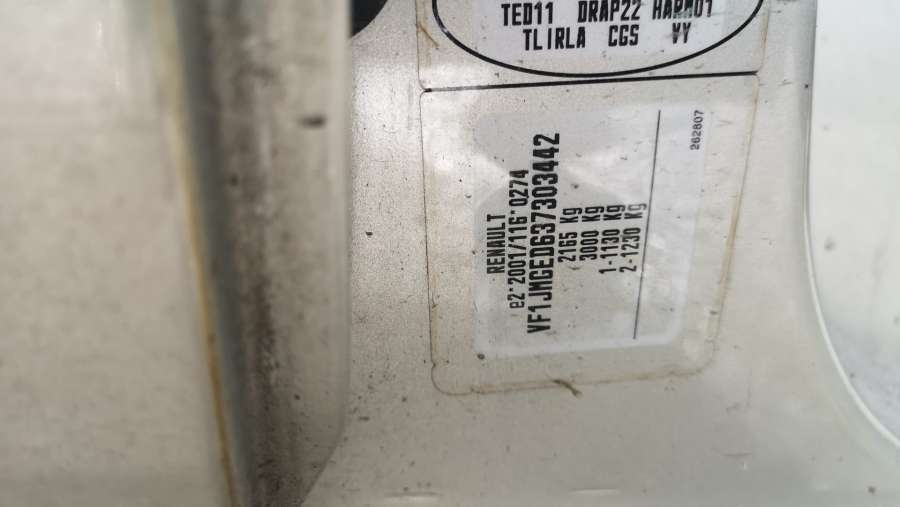 TED11 DRAP22
TLIRLA CGS VY
RENAULT
e2*2001/116*0274
VF1JMGED637303442
2165 Kg
3000 Kg
1-1130 Kg
2-1230 Kg
262807